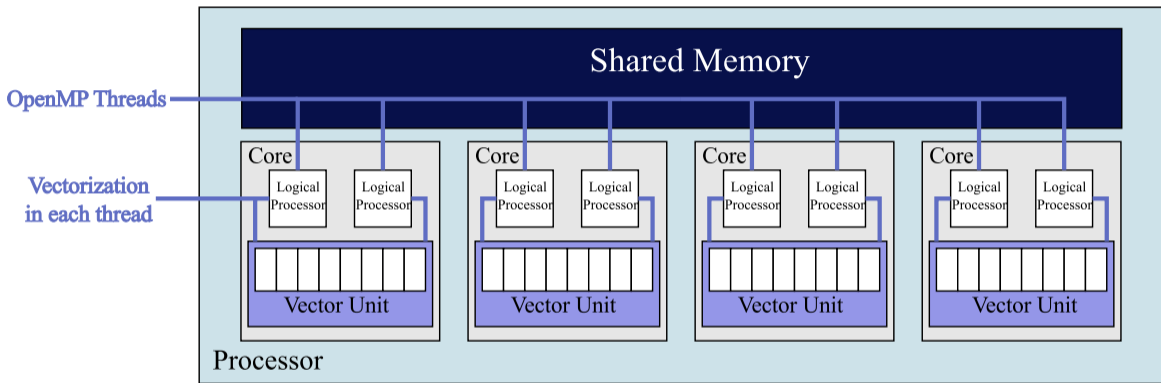 Shared Memory
OpenMP Threads
Core
Core
Core
Core
Vectorization
in each thread
Logical
Processor
Logical
Processor
Logical
Processor
Logical
Processor
Logical
Processor
Logical
Processor
Logical
Processor
Logical
Processor
Vector Unit
Vector Unit
Vector Unit
Vector Unit
Processor